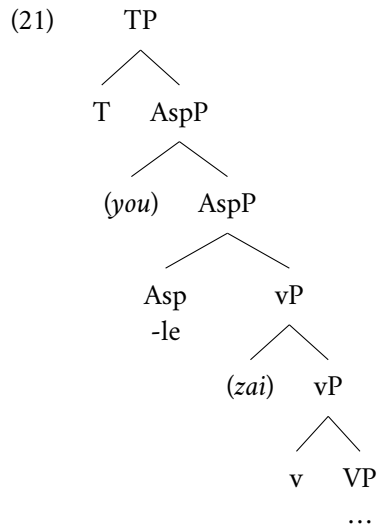 (21) TP
T AspP
(you) AspP
Asp vP
-le
(zai) vP
v VP
…